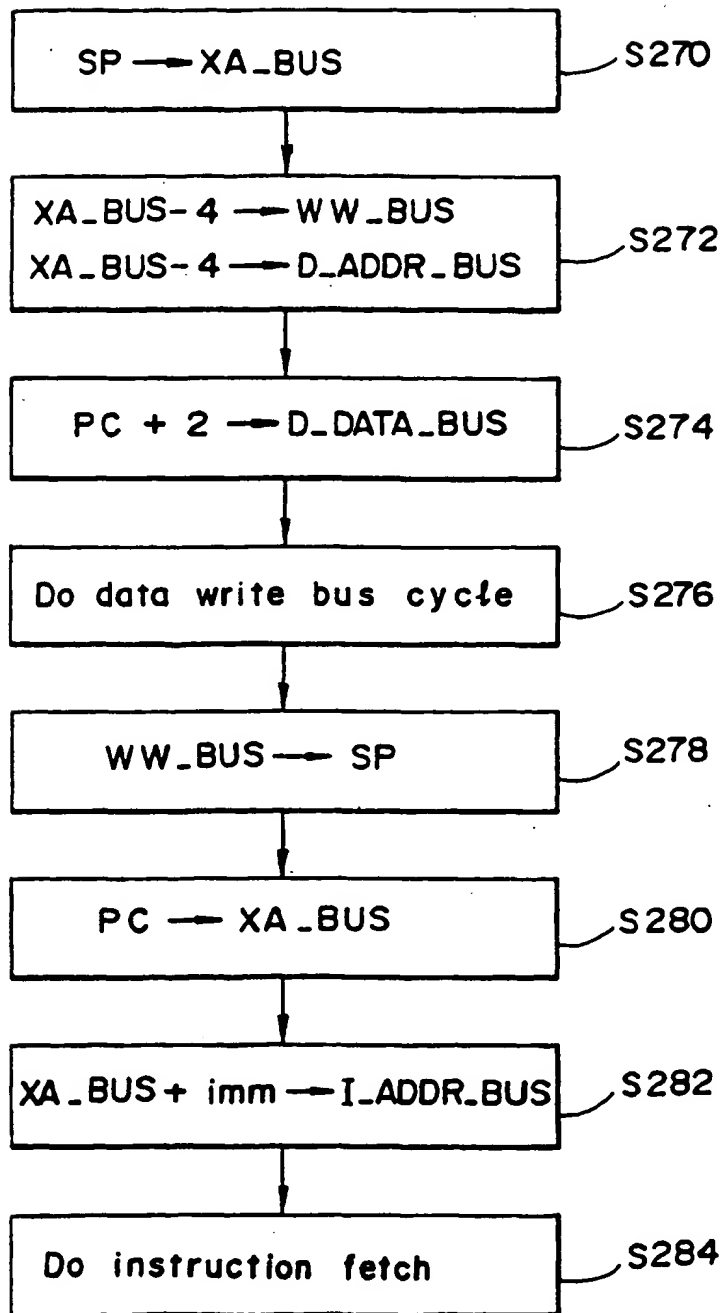 SP → XA_BUS
S270
XA_BUS-4 → WW_BUS
XA_BUS-4 → D_ADDR_BUS
S272
PC + 2 → D_DATA_BUS
S274
Do data write bus cycle
S276
WW_BUS → SP
S278
PC → XA_BUS
S280
XA_BUS + imm → I_ADDR_BUS
S282
Do instruction fetch
S284